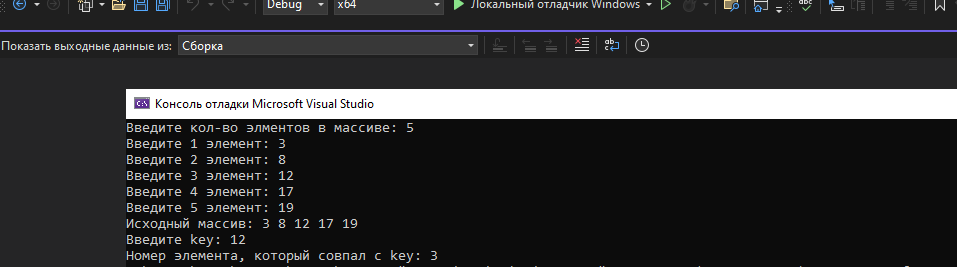 Debug x64 Локальный отладчик Windows
Показать выходные данные из: Сборка
Консоль отладки Microsoft Visual Studio
Введите кол-во элментов в массиве: 5
Введите 1 элемент: 3
Введите 2 элемент: 8
Введите 3 элемент: 12
Введите 4 элемент: 17
Введите 5 элемент: 19
Исходный массив: 3 8 12 17 19
Введите key: 12
Номер элемента, который совпал с key: 3